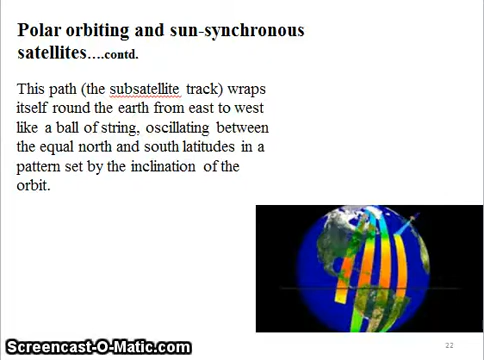 Polar orbiting and sun-synchronous
satellites….contd.
This path (the subsatellite track) wraps
itself round the earth from east to west
like a ball of string, oscillating between
the equal north and south latitudes in a
pattern set by the inclination of the
orbit.
22
Screencast-O-Matic.com